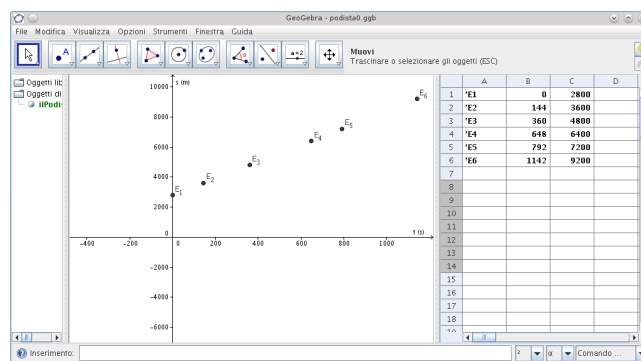 GeoGebra - podista0.ggb
File Modifica Visualizza Opzioni Strumenti Finestra Guida
A
a = 2
Muovi
Trascinare o selezionare gli oggetti (ESC)
Oggetti lib
Oggetti di
ilPodi
s (m)
10000
8000
6000
4000
2000
0
-2000
-4000
-6000
-400 -200 0 200 400 600 800 1000
t (s)
E1
E2
E3
E4
E5
E6
A B C D
1 'E1 0 2800
2 'E2 144 3600
3 'E3 360 4800
4 'E4 648 6400
5 'E5 792 7200
6 'E6 1142 9200
7
8
9
10
11
12
13
14
15
16
17
18
Inserimento:
² α Comando ...